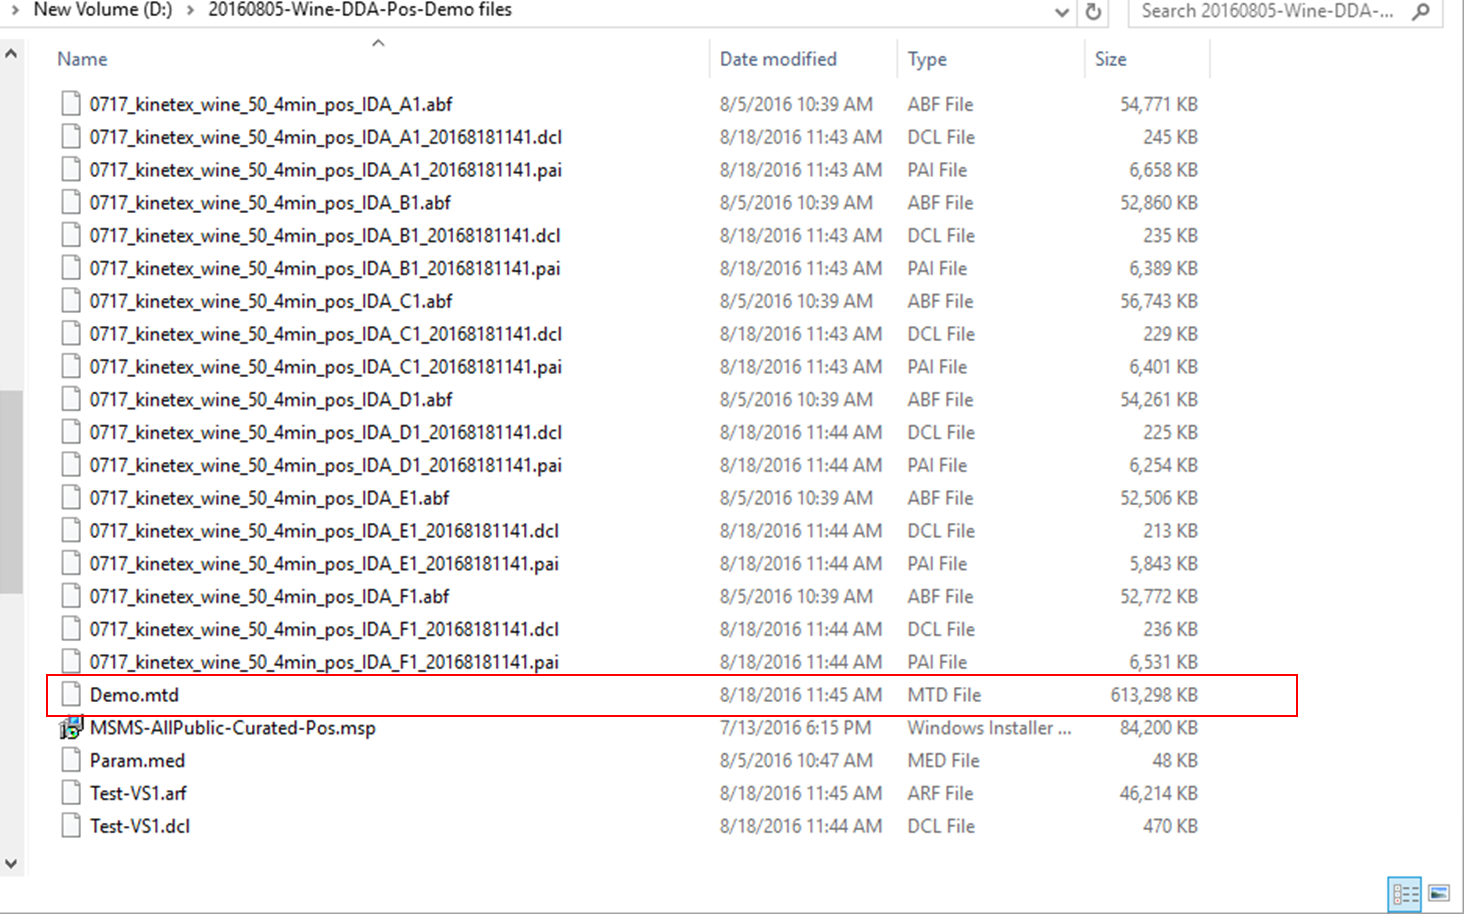 New Volume (D:) 20160805-Wine-DDA-Pos-Demo files Search 20160805-Wine-DDA-...
Name Date modified Type Size
0717_kinetex_wine_50_4min_pos_IDA_A1.abf 8/5/2016 10:39 AM ABF File 54,771 KB
0717_kinetex_wine_50_4min_pos_IDA_A1_20168181141.dcl 8/18/2016 11:43 AM DCL File 245 KB
0717_kinetex_wine_50_4min_pos_IDA_A1_20168181141.pai 8/18/2016 11:43 AM PAI File 6,658 KB
0717_kinetex_wine_50_4min_pos_IDA_B1.abf 8/5/2016 10:39 AM ABF File 52,860 KB
0717_kinetex_wine_50_4min_pos_IDA_B1_20168181141.dcl 8/18/2016 11:43 AM DCL File 235 KB
0717_kinetex_wine_50_4min_pos_IDA_B1_20168181141.pai 8/18/2016 11:43 AM PAI File 6,389 KB
0717_kinetex_wine_50_4min_pos_IDA_C1.abf 8/5/2016 10:39 AM ABF File 56,743 KB
0717_kinetex_wine_50_4min_pos_IDA_C1_20168181141.dcl 8/18/2016 11:43 AM DCL File 229 KB
0717_kinetex_wine_50_4min_pos_IDA_C1_20168181141.pai 8/18/2016 11:43 AM PAI File 6,401 KB
0717_kinetex_wine_50_4min_pos_IDA_D1.abf 8/5/2016 10:39 AM ABF File 54,261 KB
0717_kinetex_wine_50_4min_pos_IDA_D1_20168181141.dcl 8/18/2016 11:44 AM DCL File 225 KB
0717_kinetex_wine_50_4min_pos_IDA_D1_20168181141.pai 8/18/2016 11:44 AM PAI File 6,254 KB
0717_kinetex_wine_50_4min_pos_IDA_E1.abf 8/5/2016 10:39 AM ABF File 52,506 KB
0717_kinetex_wine_50_4min_pos_IDA_E1_20168181141.dcl 8/18/2016 11:44 AM DCL File 213 KB
0717_kinetex_wine_50_4min_pos_IDA_E1_20168181141.pai 8/18/2016 11:44 AM PAI File 5,843 KB
0717_kinetex_wine_50_4min_pos_IDA_F1.abf 8/5/2016 10:39 AM ABF File 52,772 KB
0717_kinetex_wine_50_4min_pos_IDA_F1_20168181141.dcl 8/18/2016 11:44 AM DCL File 236 KB
0717_kinetex_wine_50_4min_pos_IDA_F1_20168181141.pai 8/18/2016 11:44 AM PAI File 6,531 KB
Demo.mtd 8/18/2016 11:45 AM MTD File 613,298 KB
MSMS-AllPublic-Curated-Pos.msp 7/13/2016 6:15 PM Windows Installer ... 84,200 KB
Param.med 8/5/2016 10:47 AM MED File 48 KB
Test-VS1.arf 8/18/2016 11:45 AM ARF File 46,214 KB
Test-VS1.dcl 8/18/2016 11:44 AM DCL File 470 KB